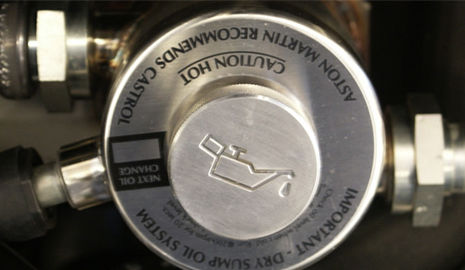 ASTON MARTIN RECOMMENDS CASTROL
CAUTION HOT
NEXT OIL
CHANGE
IMPORTANT - DRY SUMP OIL SYSTEM